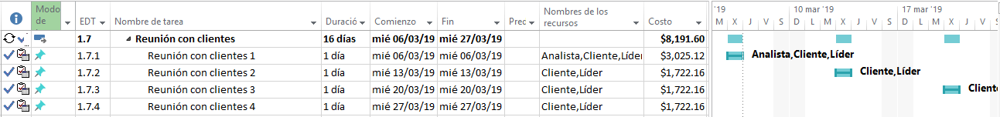 Modo de
EDT
Nombre de tarea
Duració
Comienzo
Fin
Prec
Nombres de los recursos
Costo
'19
10 mar '19
17 mar '19
M X J V S D L M X J V S D L M X J V S
1.7 Reunión con clientes 16 días mié 06/03/19 mié 27/03/19 $8,191.60
1.7.1 Reunión con clientes 1 1 día mié 06/03/19 mié 06/03/19 Analista,Cliente,Líder $3,025.12 Analista,Cliente,Líder
1.7.2 Reunión con clientes 2 1 día mié 13/03/19 mié 13/03/19 Cliente,Líder $1,722.16 Cliente,Líder
1.7.3 Reunión con clientes 3 1 día mié 20/03/19 mié 20/03/19 Cliente,Líder $1,722.16 Cliente
1.7.4 Reunión con clientes 4 1 día mié 27/03/19 mié 27/03/19 Cliente,Líder $1,722.16